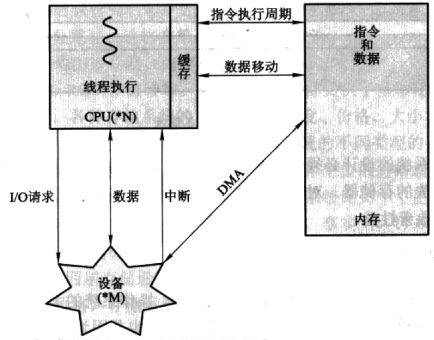 指令执行周期
指令
和
数据
缓存
线程执行
数据移动
CPU(*N)
DMA
I/O请求
数据
中断
内存
设备
(*M)